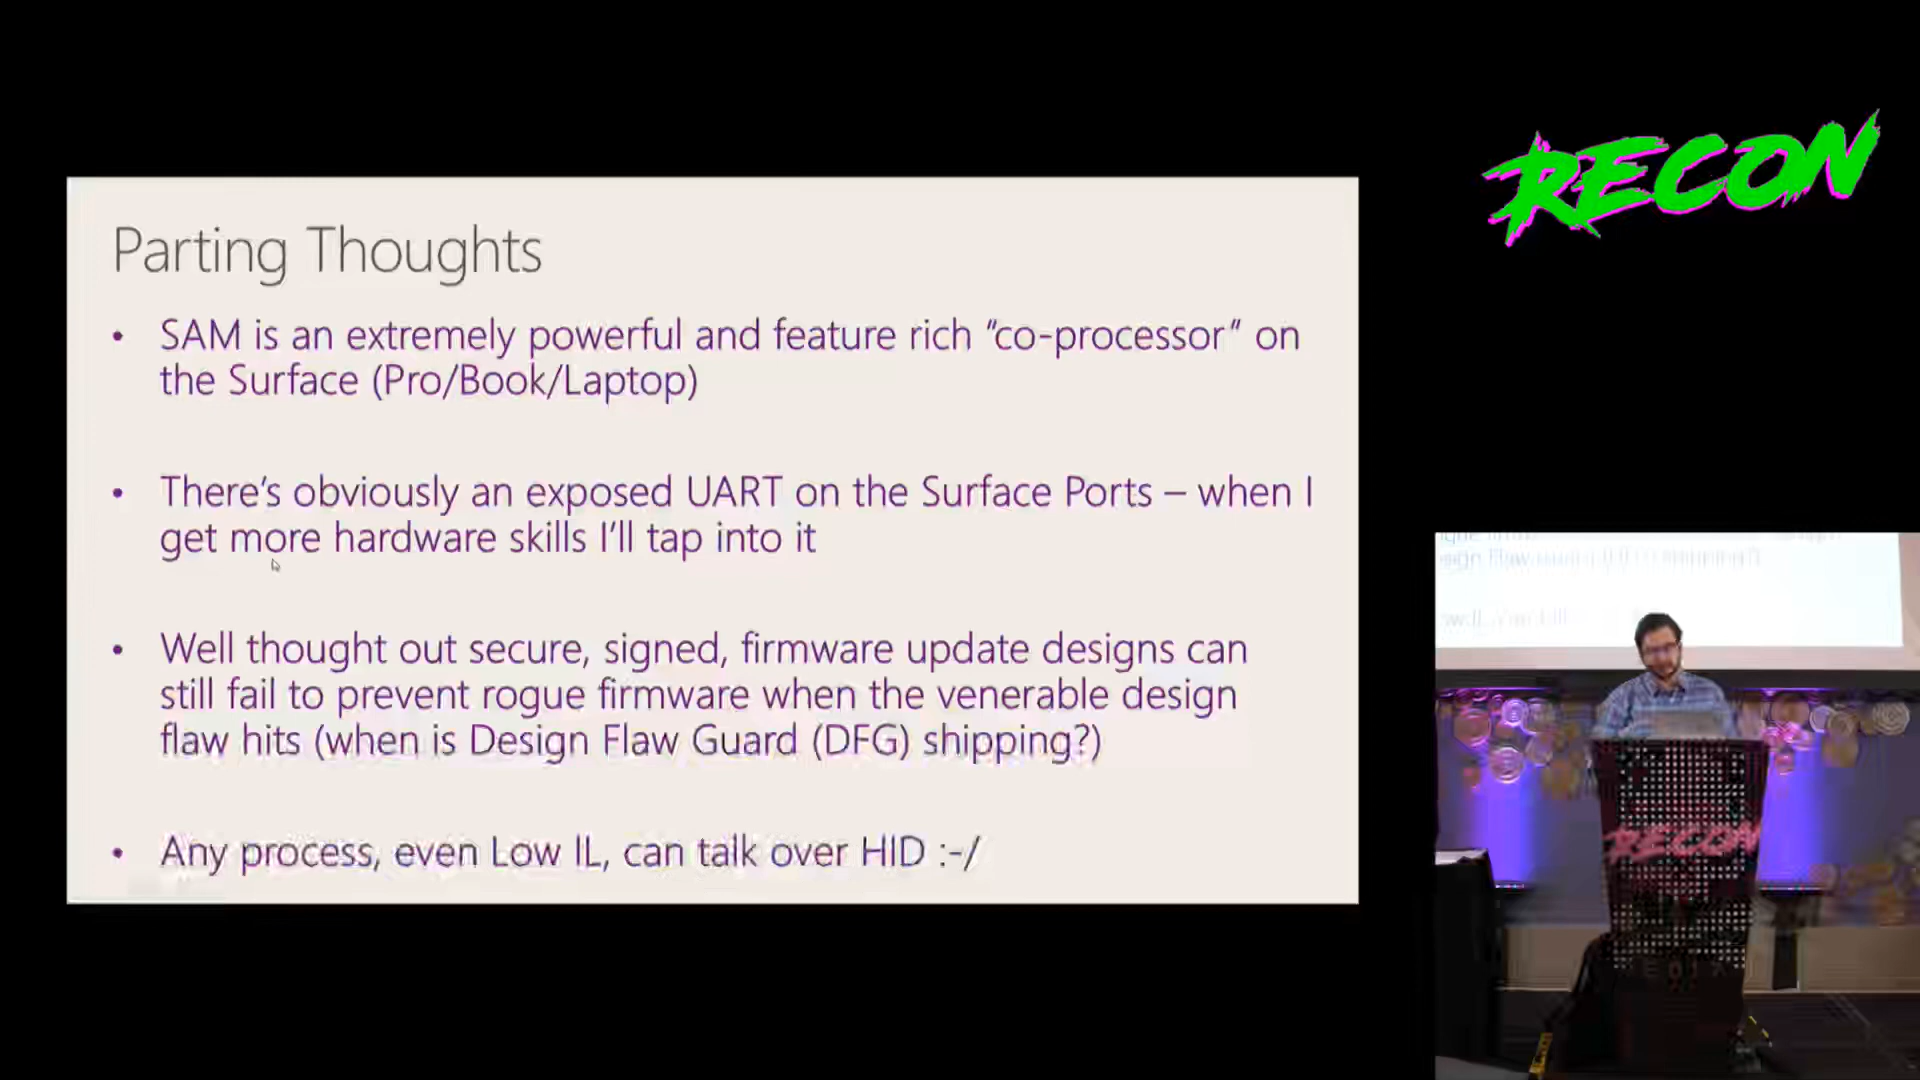 RECON
Parting Thoughts
• SAM is an extremely powerful and feature rich “co-processor” on
the Surface (Pro/Book/Laptop)
• There’s obviously an exposed UART on the Surface Ports – when I
get more hardware skills I’ll tap into it
• Well thought out secure, signed, firmware update designs can
still fail to prevent rogue firmware when the venerable design
flaw hits (when is Design Flaw Guard (DFG) shipping?)
• Any process, even Low IL, can talk over HID :-/
RECON